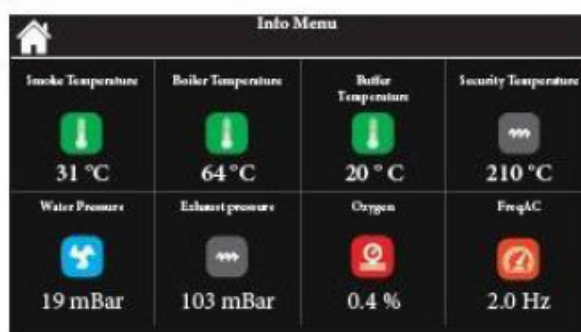 Info Menu
Smoke Temperature
Boiler Temperature
Buffer
Temperature
Security Temperature
31 °C
64 °C
20 ° C
210 °C
Water Pressure
Exhaust pressure
Oxygen
FreqAC
19 mBar
103 mBar
0.4 %
2.0 Hz